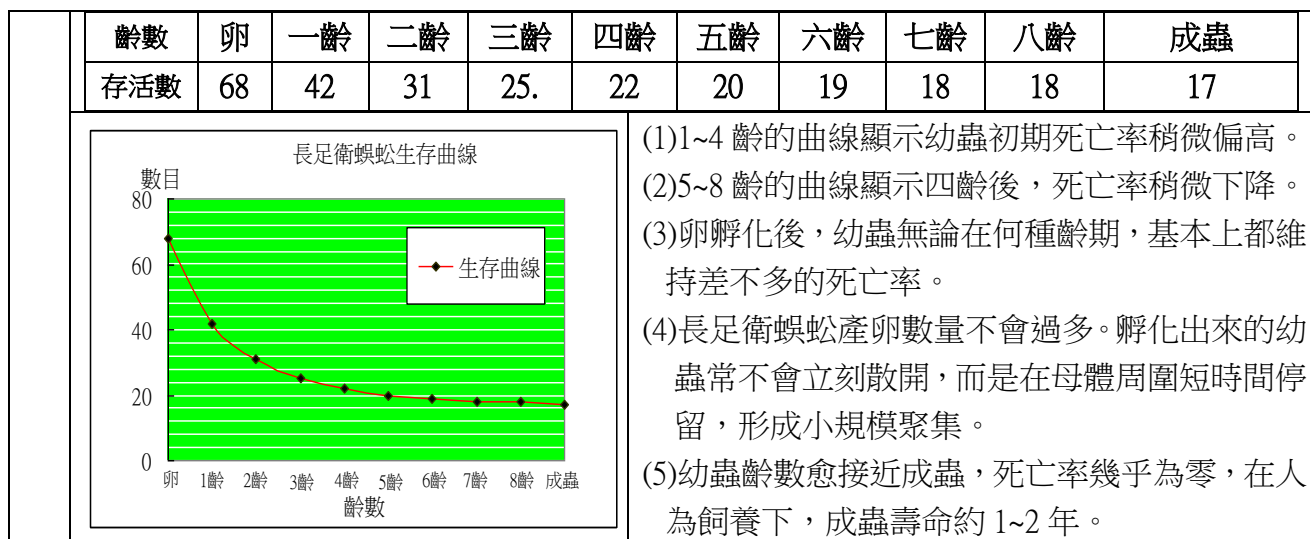 齡數 卵 一齡 二齡 三齡 四齡 五齡 六齡 七齡 八齡 成蟲
存活數 68 42 31 25. 22 20 19 18 18 17
長足衛蜈蚣生存曲線
數目
80
60
40
20
0
生存曲線
卵 1齡 2齡 3齡 4齡 5齡 6齡 7齡 8齡 成蟲
齡數
(1)1~4 齡的曲線顯示幼蟲初期死亡率稍微偏高。
(2)5~8 齡的曲線顯示四齡後，死亡率稍微下降。
(3)卵孵化後，幼蟲無論在何種齡期，基本上都維
持差不多的死亡率。
(4)長足衛蜈蚣產卵數量不會過多。孵化出來的幼
蟲常不會立刻散開，而是在母體周圍短時間停
留，形成小規模聚集。
(5)幼蟲齡數愈接近成蟲，死亡率幾乎為零，在人
為飼養下，成蟲壽命約 1~2 年。